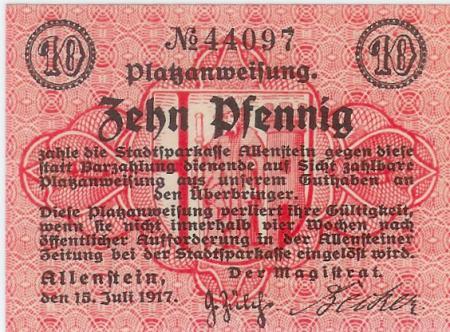 10 № 44097 10
Platzanweisung.
Zehn Pfennig
zahle die Stadtsparkasse Allenstein gegen diese
statt Barzahlung dienende auf Sicht zahlbare
Platzanweisung aus unserem Guthaben an
den Überbringer.
Diese Platzanweisung verliert ihre Gültigkeit,
wenn sie nicht innerhalb vier Wochen nach
öffentlicher Aufforderung in der Allensteiner
Zeitung bei der Stadtsparkasse eingelöst wird.
Allenstein, Der Magistrat.
den 15. Juli 1917.